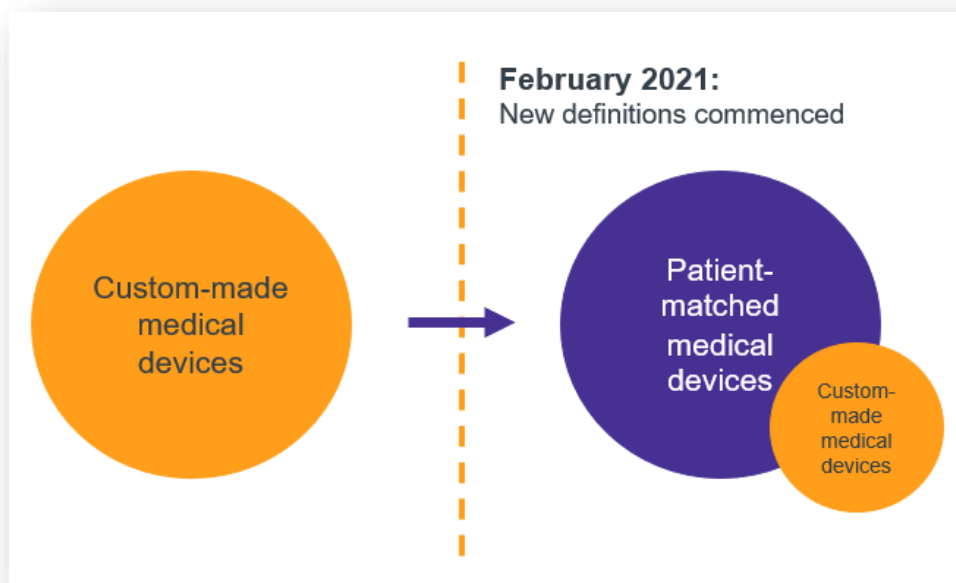 February 2021:
New definitions commenced
Custom-made
medical
devices
Patient-
matched
medical
devices
Custom-
made
medical
devices